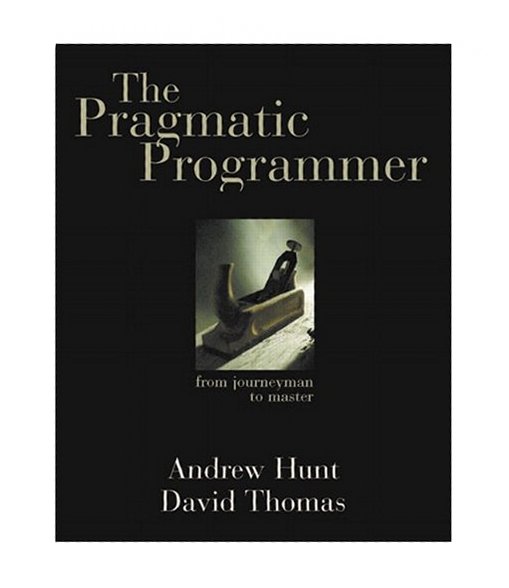 The
Pragmatic
Programmer
from journeyman
to master
Andrew Hunt
David Thomas